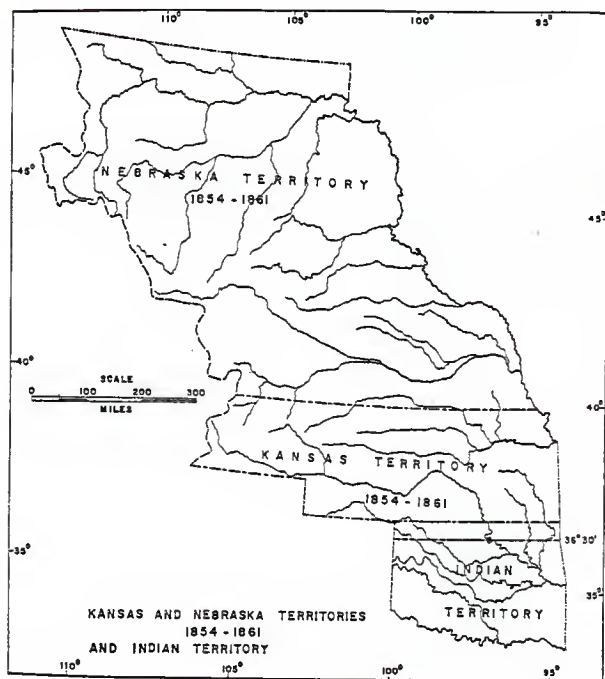 110°
105°
100°
95°
45°
NEBRASKA TERRITORY
1854-1861
45°
40°
SCALE
0 100 200 300
MILES
40°
KANSAS TERRITORY
1854-1861
36°30'
35°
INDIAN
35°
TERRITORY
KANSAS AND NEBRASKA TERRITORIES
1854-1861
AND INDIAN TERRITORY
110°
105°
100°
95°